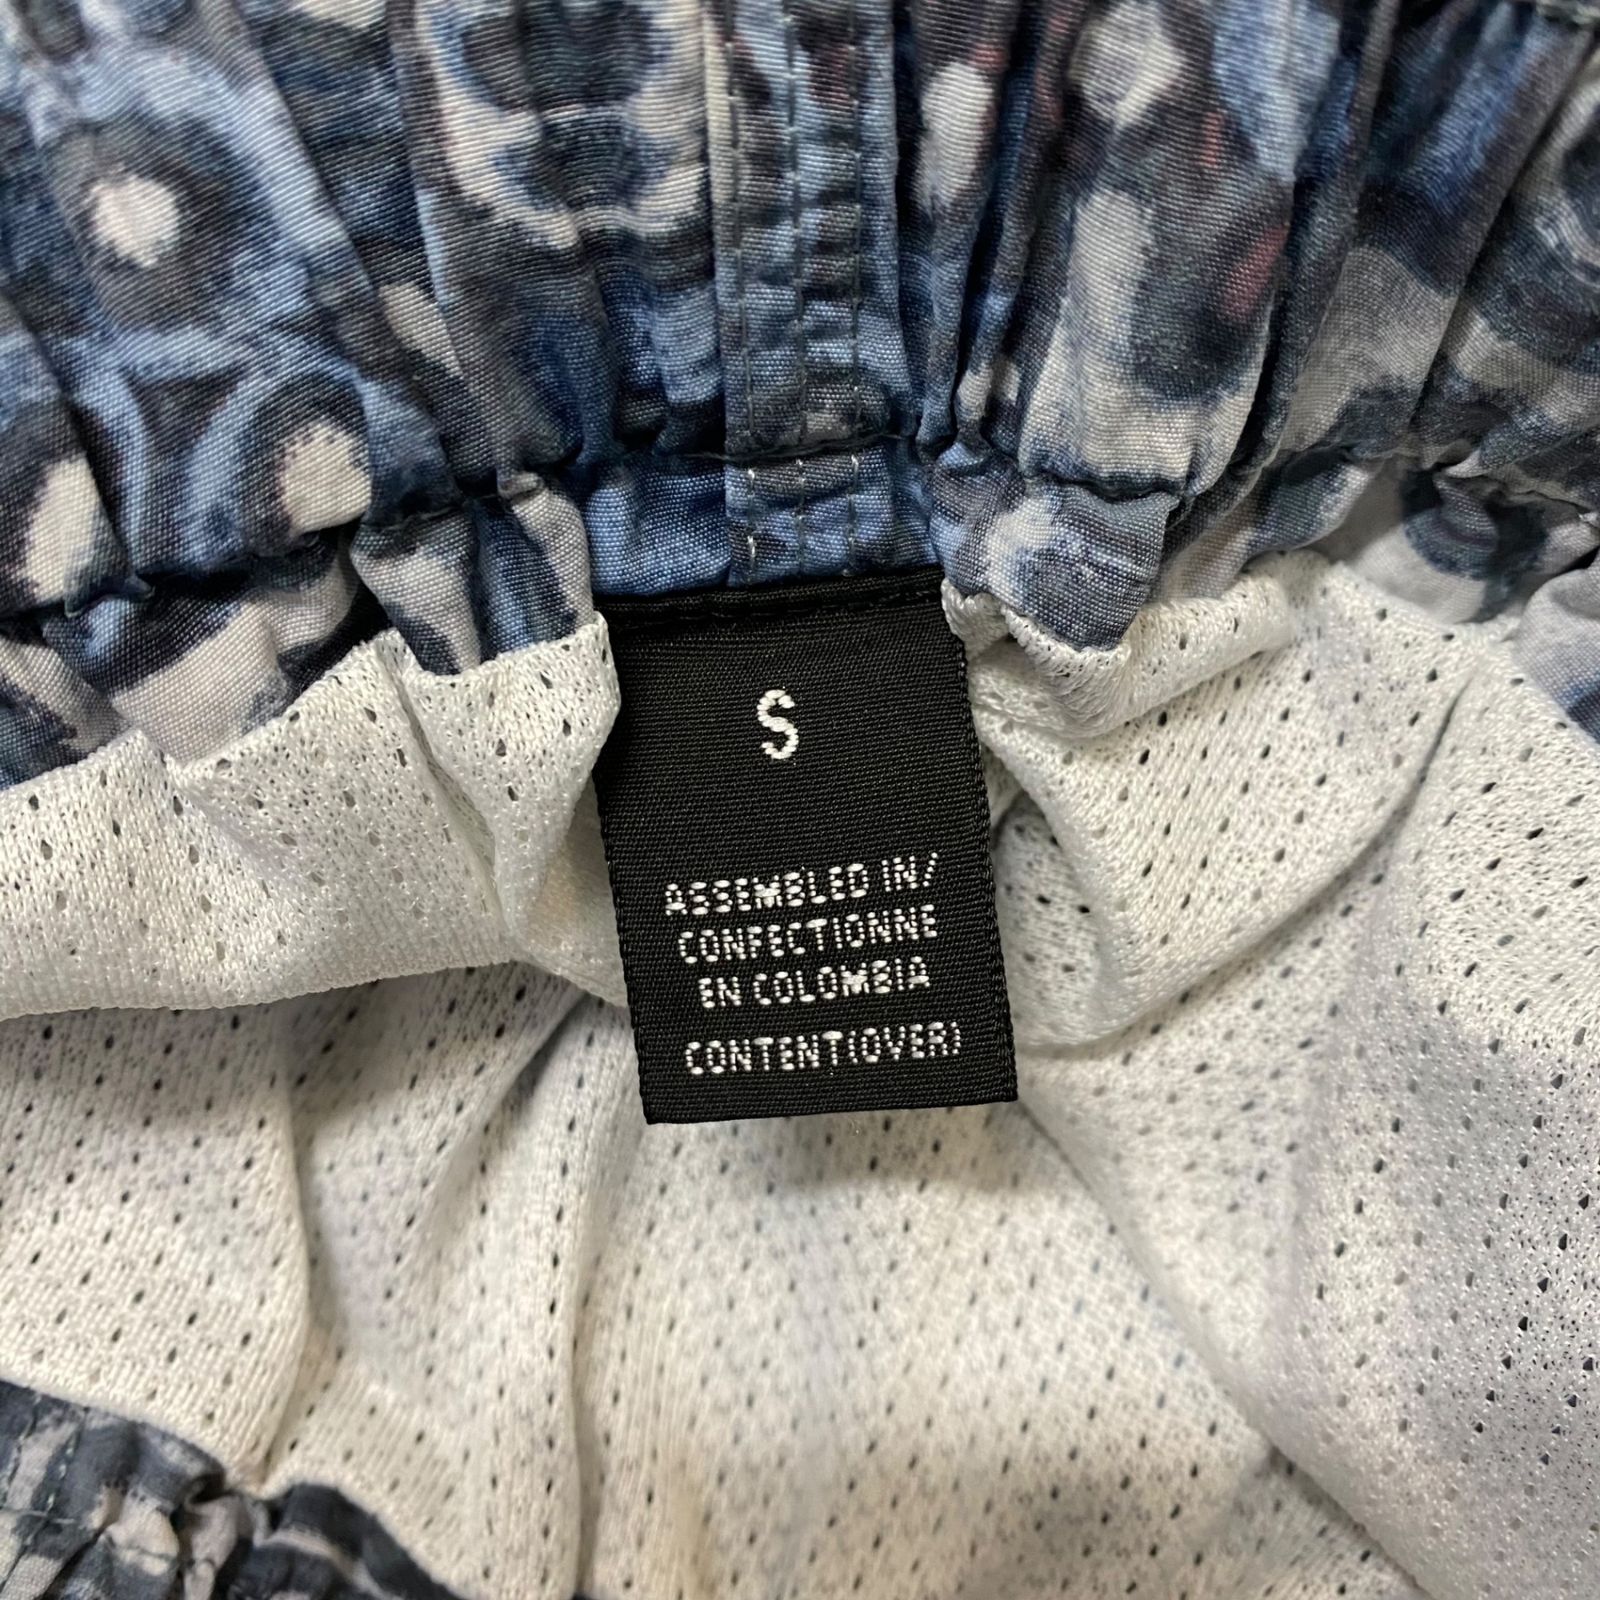 S
ASSEMBLED IN/
CONFECTIONNE
EN COLOMBIA
CONTENT(OVER)